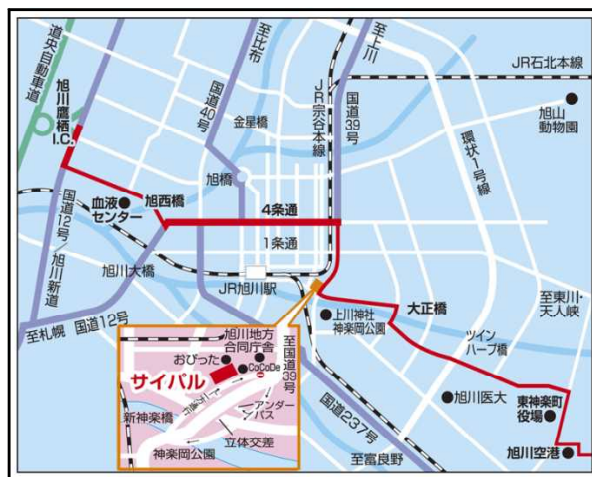 道央自動車道
至比布
至上川
JR石北本線
国道40号
JR宗谷本線
国道39号
旭川鷹栖
I.C.
金星橋
環状1号線
旭山
動物園
旭橋
血液
センター
旭西橋
4条通
国道12号／旭川新道
1条通
旭川大橋
JR旭川駅
大正橋
至東川・
天人峡
上川神社
神楽岡公園
至札幌 国道12号
ツイン
ハーブ橋
旭川地方
合同庁舎
至国道39号
おぴった
CoCoDe
サイパル
一方通行
アンダー
パス
新神楽橋
立体交差
神楽岡公園
国道237号
至富良野
旭川医大
東神楽町
役場
旭川空港